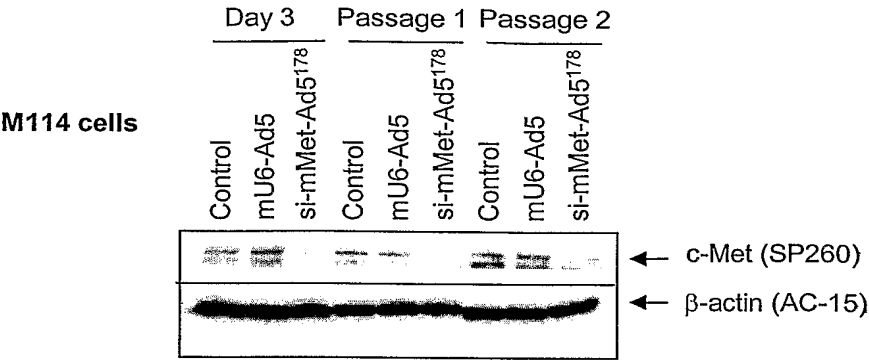 Day 3 Passage 1 Passage 2
M114 cells
Control
mU6-Ad5
si-mMet-Ad5178
Control
mU6-Ad5
si-mMet-Ad5178
Control
mU6-Ad5
si-mMet-Ad5178
c-Met (SP260)
β-actin (AC-15)